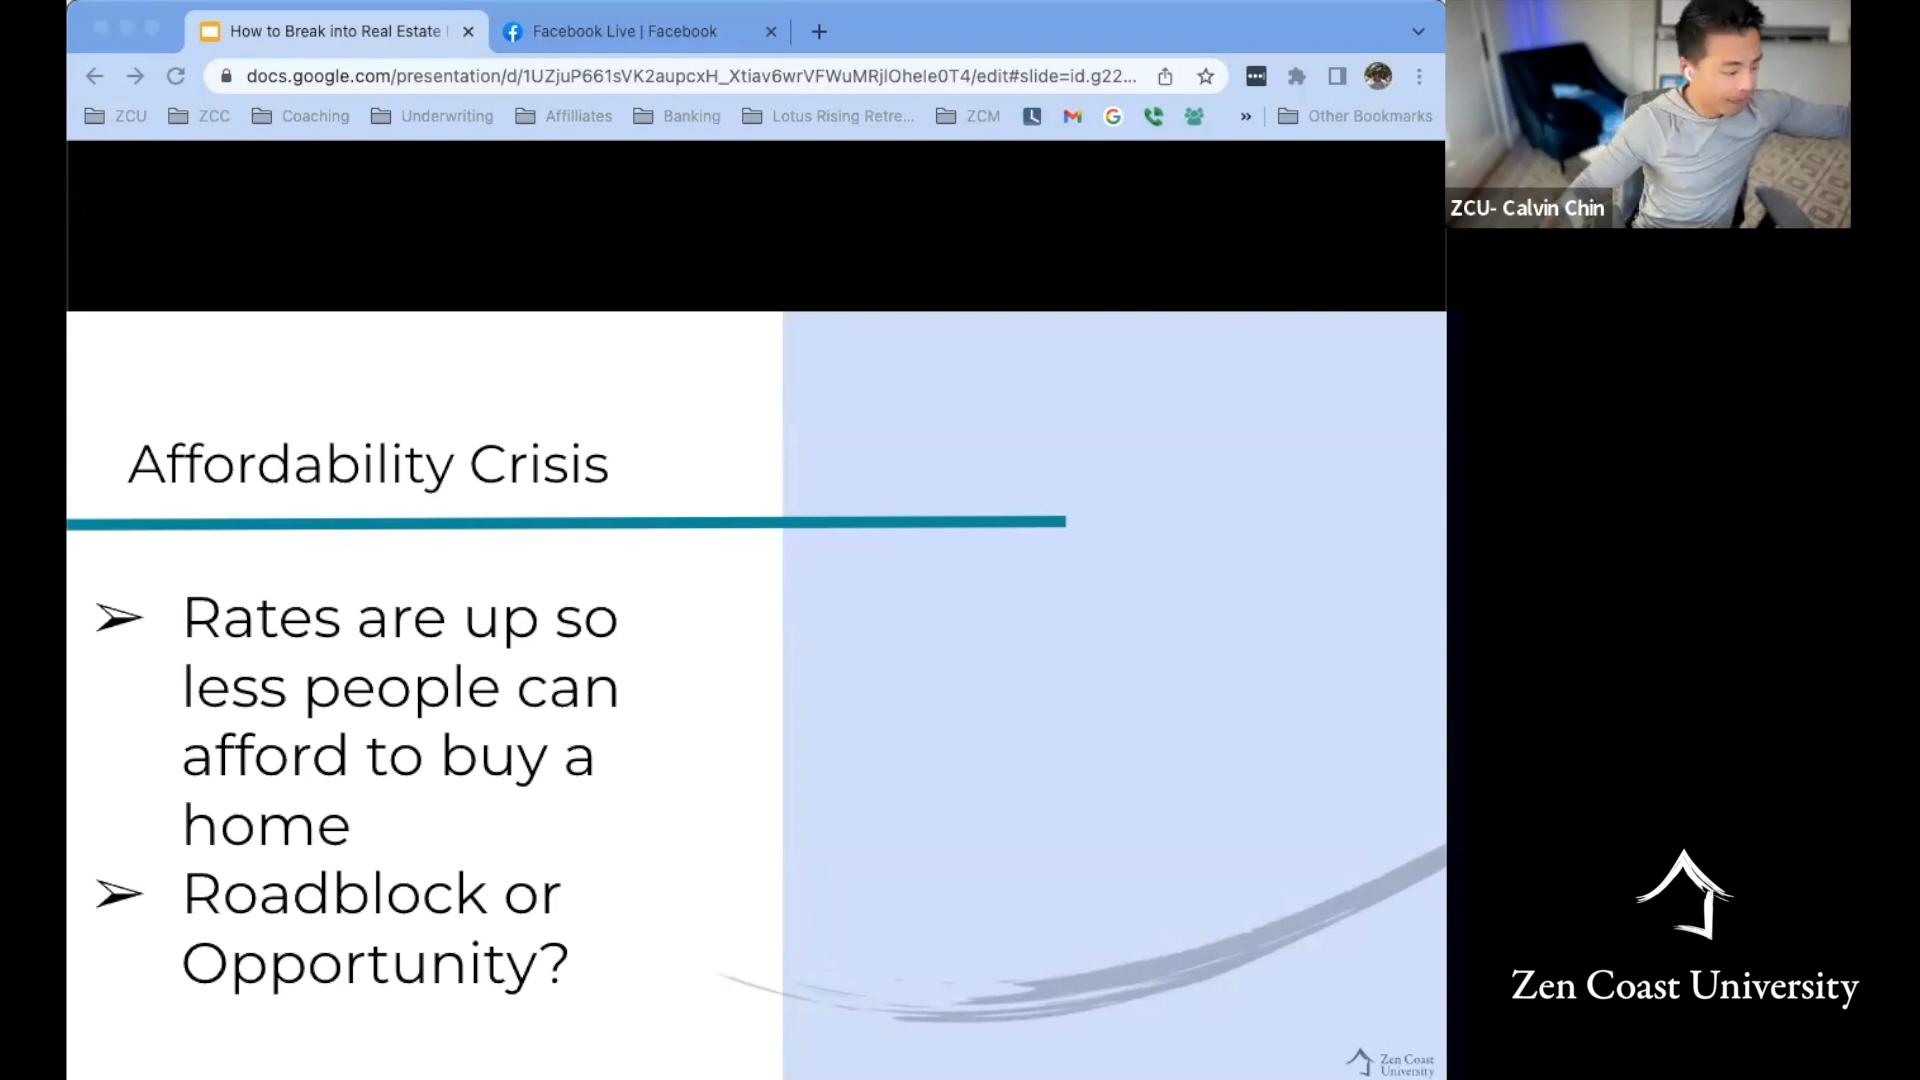 How to Break into Real Estate
Facebook Live | Facebook
docs.google.com/presentation/d/1UZjuP661sVK2aupcxH_Xtiav6wrVFWuMRjlOhele0T4/edit#slide=id.g22...
ZCU ZCC Coaching Underwriting Affilliates Banking Lotus Rising Retre... ZCM » Other Bookmarks
ZCU- Calvin Chin
Affordability Crisis
➢ Rates are up so
less people can
afford to buy a
home
➢ Roadblock or
Opportunity?
Zen Coast
University
Zen Coast University